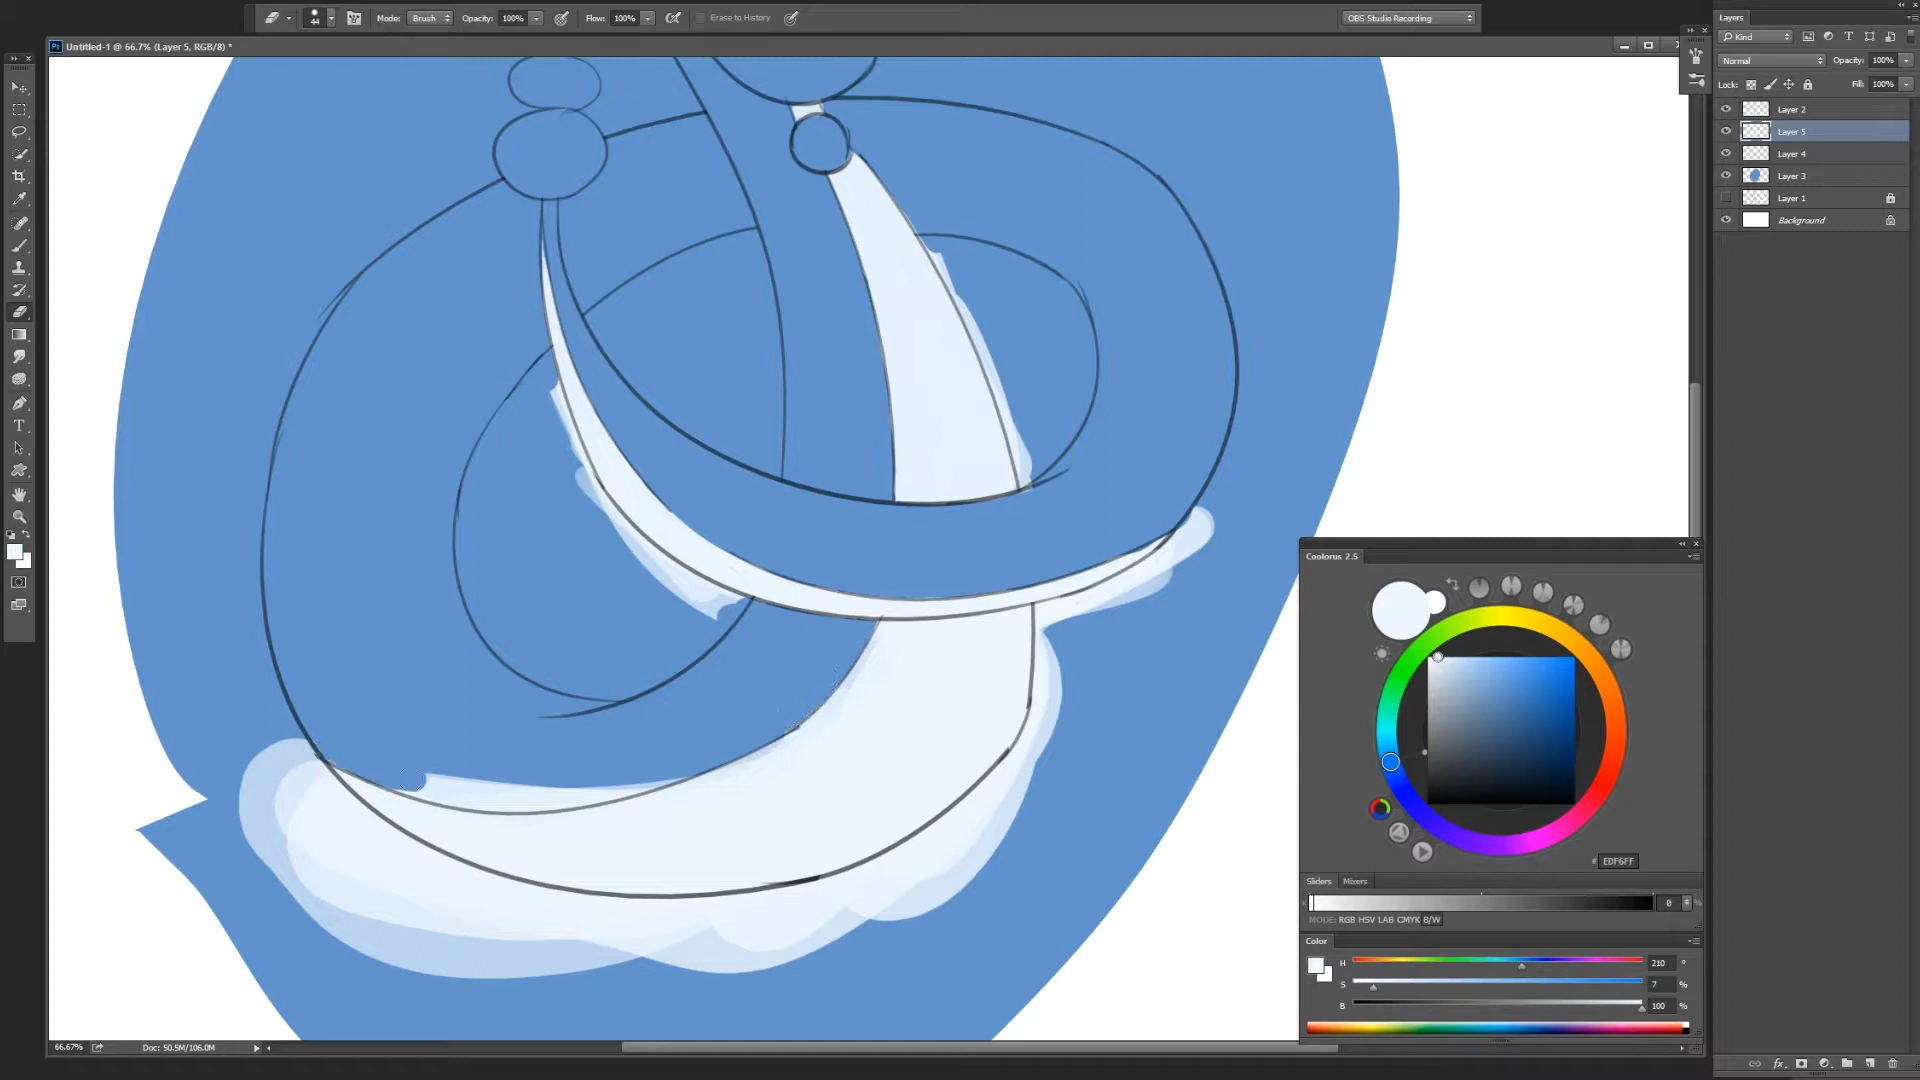 44
Mode: Brush Opacity: 100% Flow: 100% Erase to History OBS Studio Recording
Untitled-1 @ 66.7% (Layer 5, RGB/8) *
Layers
Kind
Normal Opacity: 100%
Lock: Fill: 100%
Layer 2
Layer 5
Layer 4
Layer 3
Layer 1
Background
T
Coolorus 2.5
# EDF6FF
Sliders Mixers
K 0 %
MODE: RGB HSV LAB CMYK B/W
Color
H 210 °
S 7 %
B 100 %
66.67% Doc: 50.5M/106.0M